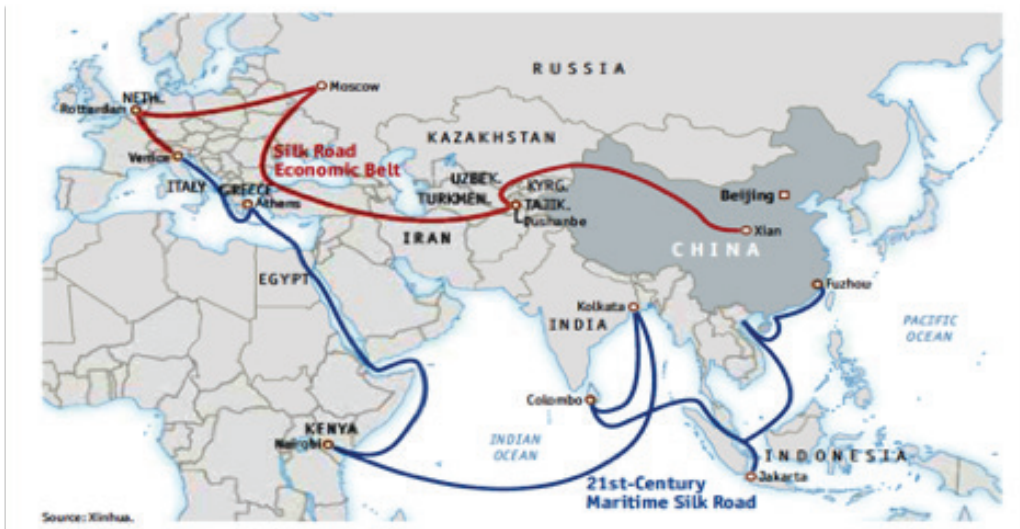 RUSSIA
Moscow
NETH.
Rotterdam
KAZAKHSTAN
Venice
Silk Road
Economic Belt
UZBEK.
KYRG.
ITALY
GREECE
TURKMEN.
TAJIK.
Beijing
Athens
Dushanbe
Xian
IRAN
CHINA
EGYPT
Fuzhou
Kolkata
INDIA
PACIFIC
OCEAN
Colombo
KENYA
Nairobi
INDIAN
OCEAN
INDONESIA
Jakarta
21st-Century
Maritime Silk Road
Source: Xinhua.